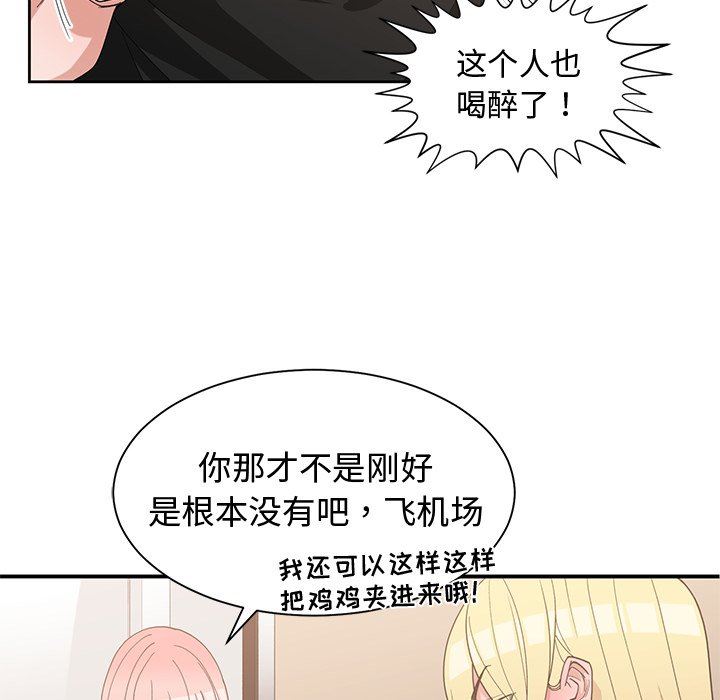 这个人也
喝醉了！
你那才不是刚好
是根本没有吧，飞机场
我还可以这样这样
把鸡鸡夹进来哦!